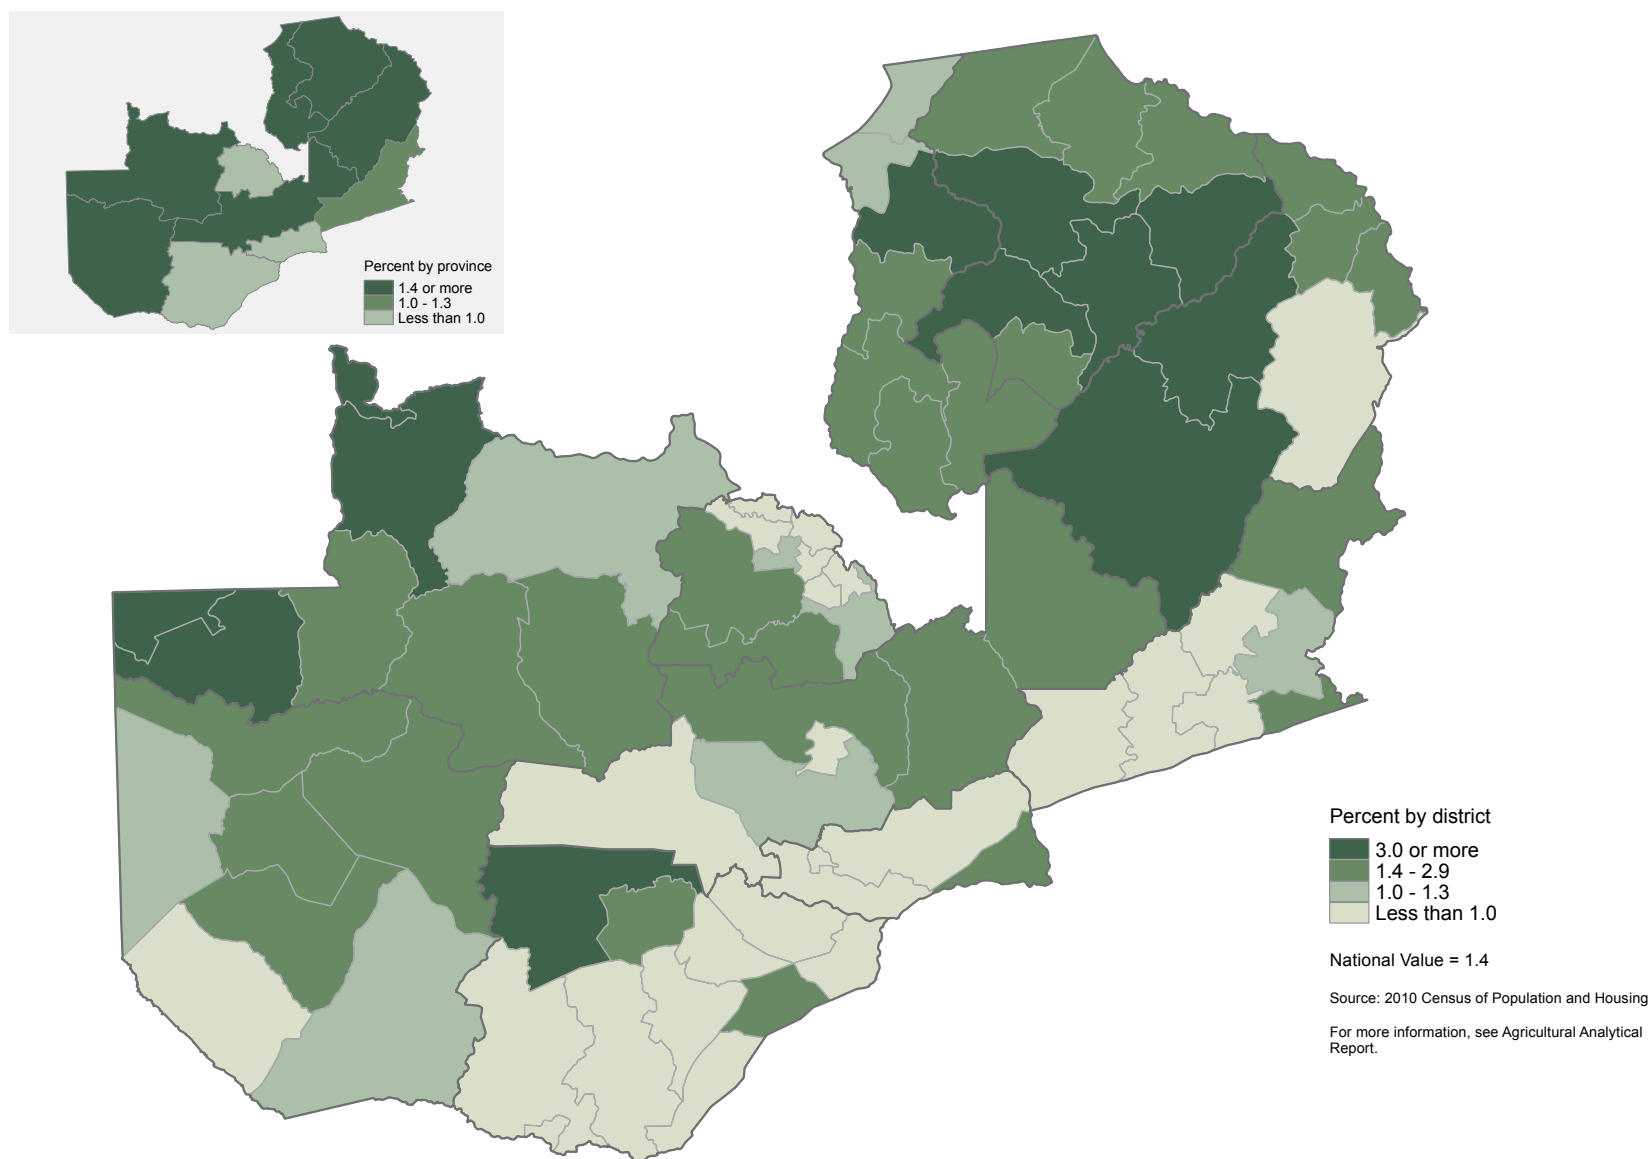 Percent by province
1.4 or more
1.0 - 1.3
Less than 1.0
Percent by district
3.0 or more
1.4 - 2.9
1.0 - 1.3
Less than 1.0
National Value = 1.4
Source: 2010 Census of Population and Housing
For more information, see Agricultural Analytical
Report.